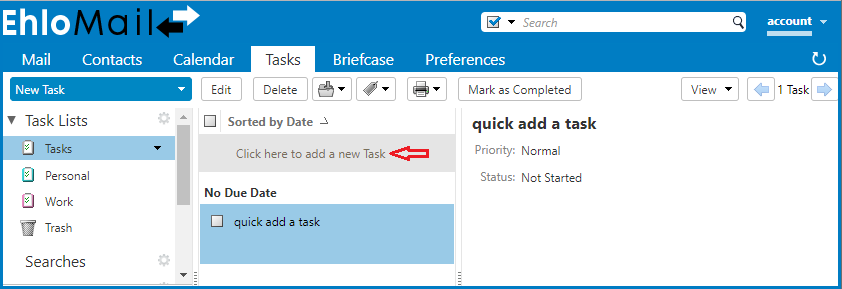 EhloMail
Search
account
Mail Contacts Calendar Tasks Briefcase Preferences
New Task Edit Delete Mark as Completed View 1 Task
Task Lists
Tasks
Personal
Work
Trash
Searches
Sorted by Date
Click here to add a new Task
No Due Date
quick add a task
quick add a task
Priority: Normal
Status: Not Started